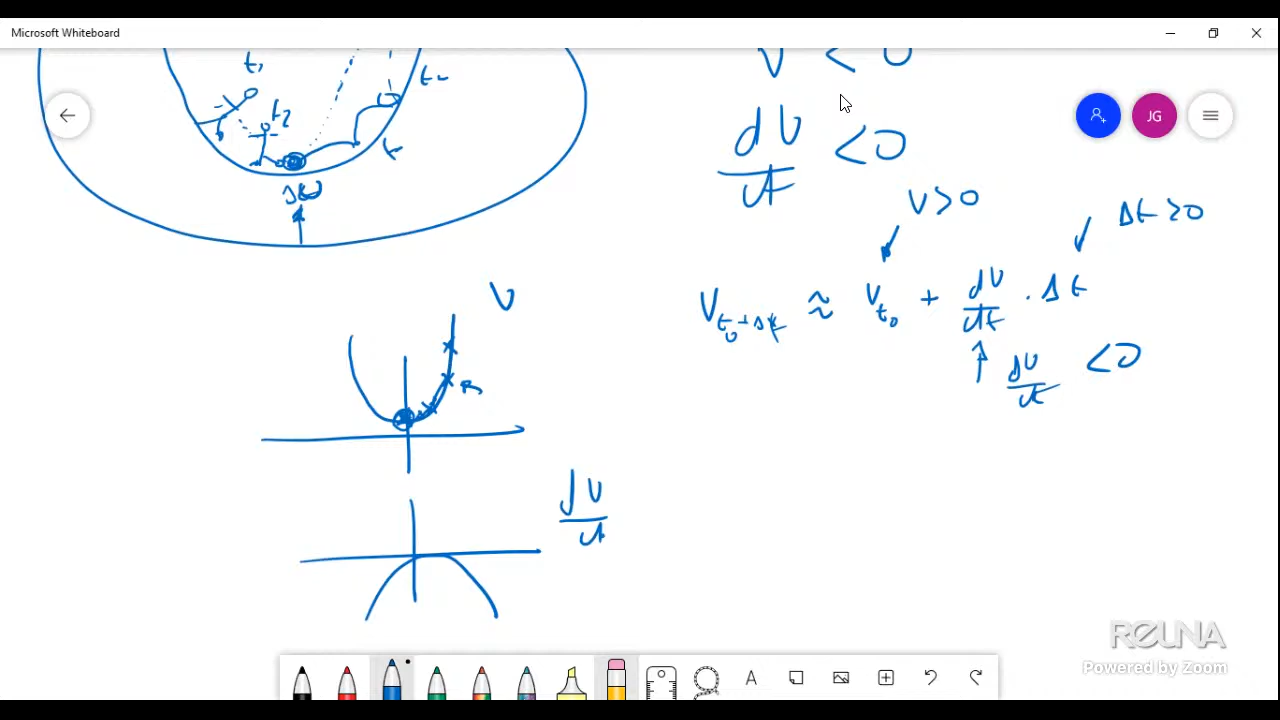 Microsoft Whiteboard
t₁
t₂
V < 0
dV/dt < 0
JG
V > 0
Δt > 0
V_{t₀+Δt} ≈ V_{t₀} + dV/dt · Δt
dV/dt < 0
V
dV/dt
REUNA
Powered by Zoom
A